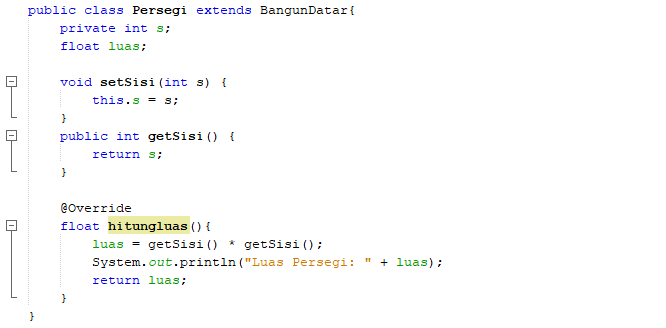 public class Persegi extends BangunDatar{
    private int s;
    float luas;
    void setSisi(int s) {
        this.s = s;
    }
    public int getSisi() {
        return s;
    }
    @Override
    float hitungluas(){
        luas = getSisi() * getSisi();
        System.out.println("Luas Persegi: " + luas);
        return luas;
    }
}